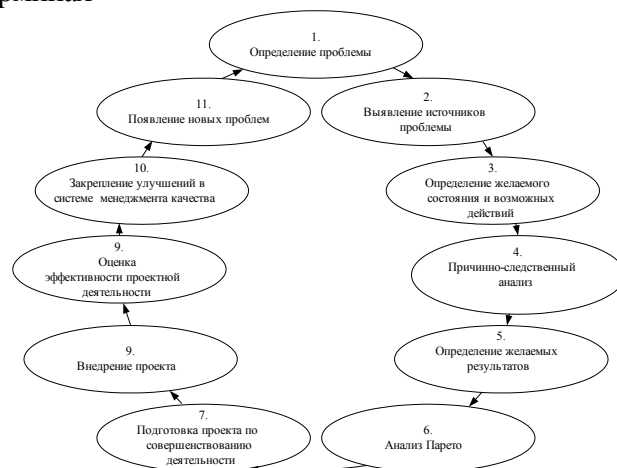 1.
Определение проблемы
2.
Выявление источников
проблемы
3.
Определение желаемого
состояния и возможных
действий
4.
Причинно-следственный
анализ
5.
Определение желаемых
результатов
6.
Анализ Парето
7.
Подготовка проекта по
совершенствованию
деятельности
9.
Внедрение проекта
9.
Оценка
эффективности проектной
деятельности
10.
Закрепление улучшений в
системе менеджмента качества
11.
Появление новых проблем